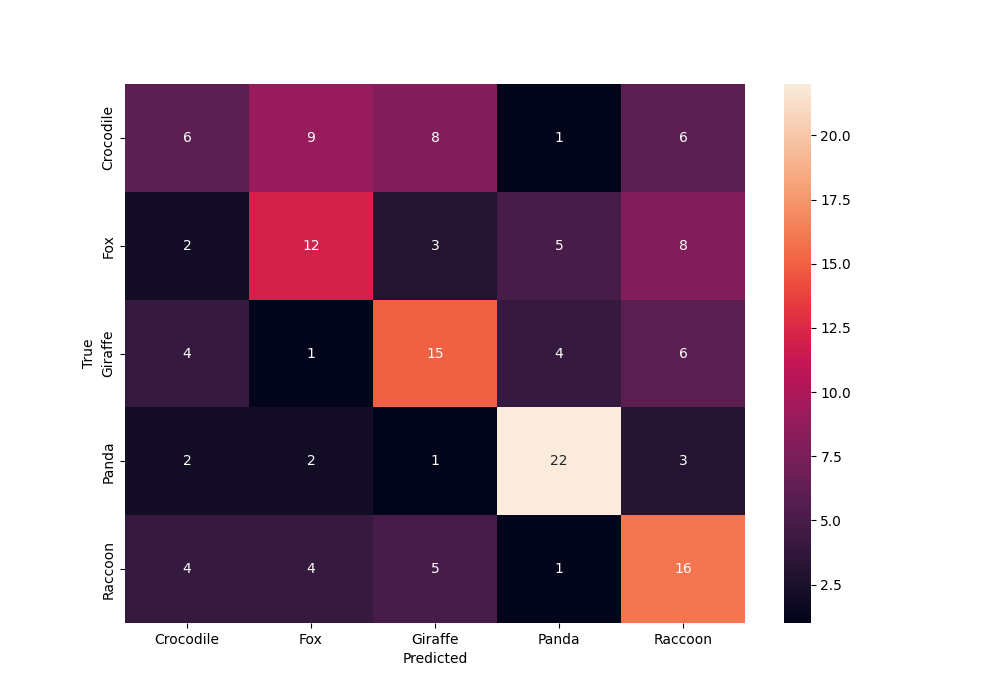 Crocodile 6 9 8 1 6
Fox 2 12 3 5 8
True
Giraffe 4 1 15 4 6
Panda 2 2 1 22 3
Raccoon 4 4 5 1 16
Crocodile Fox Giraffe Panda Raccoon
Predicted
20.0
17.5
15.0
12.5
10.0
7.5
5.0
2.5